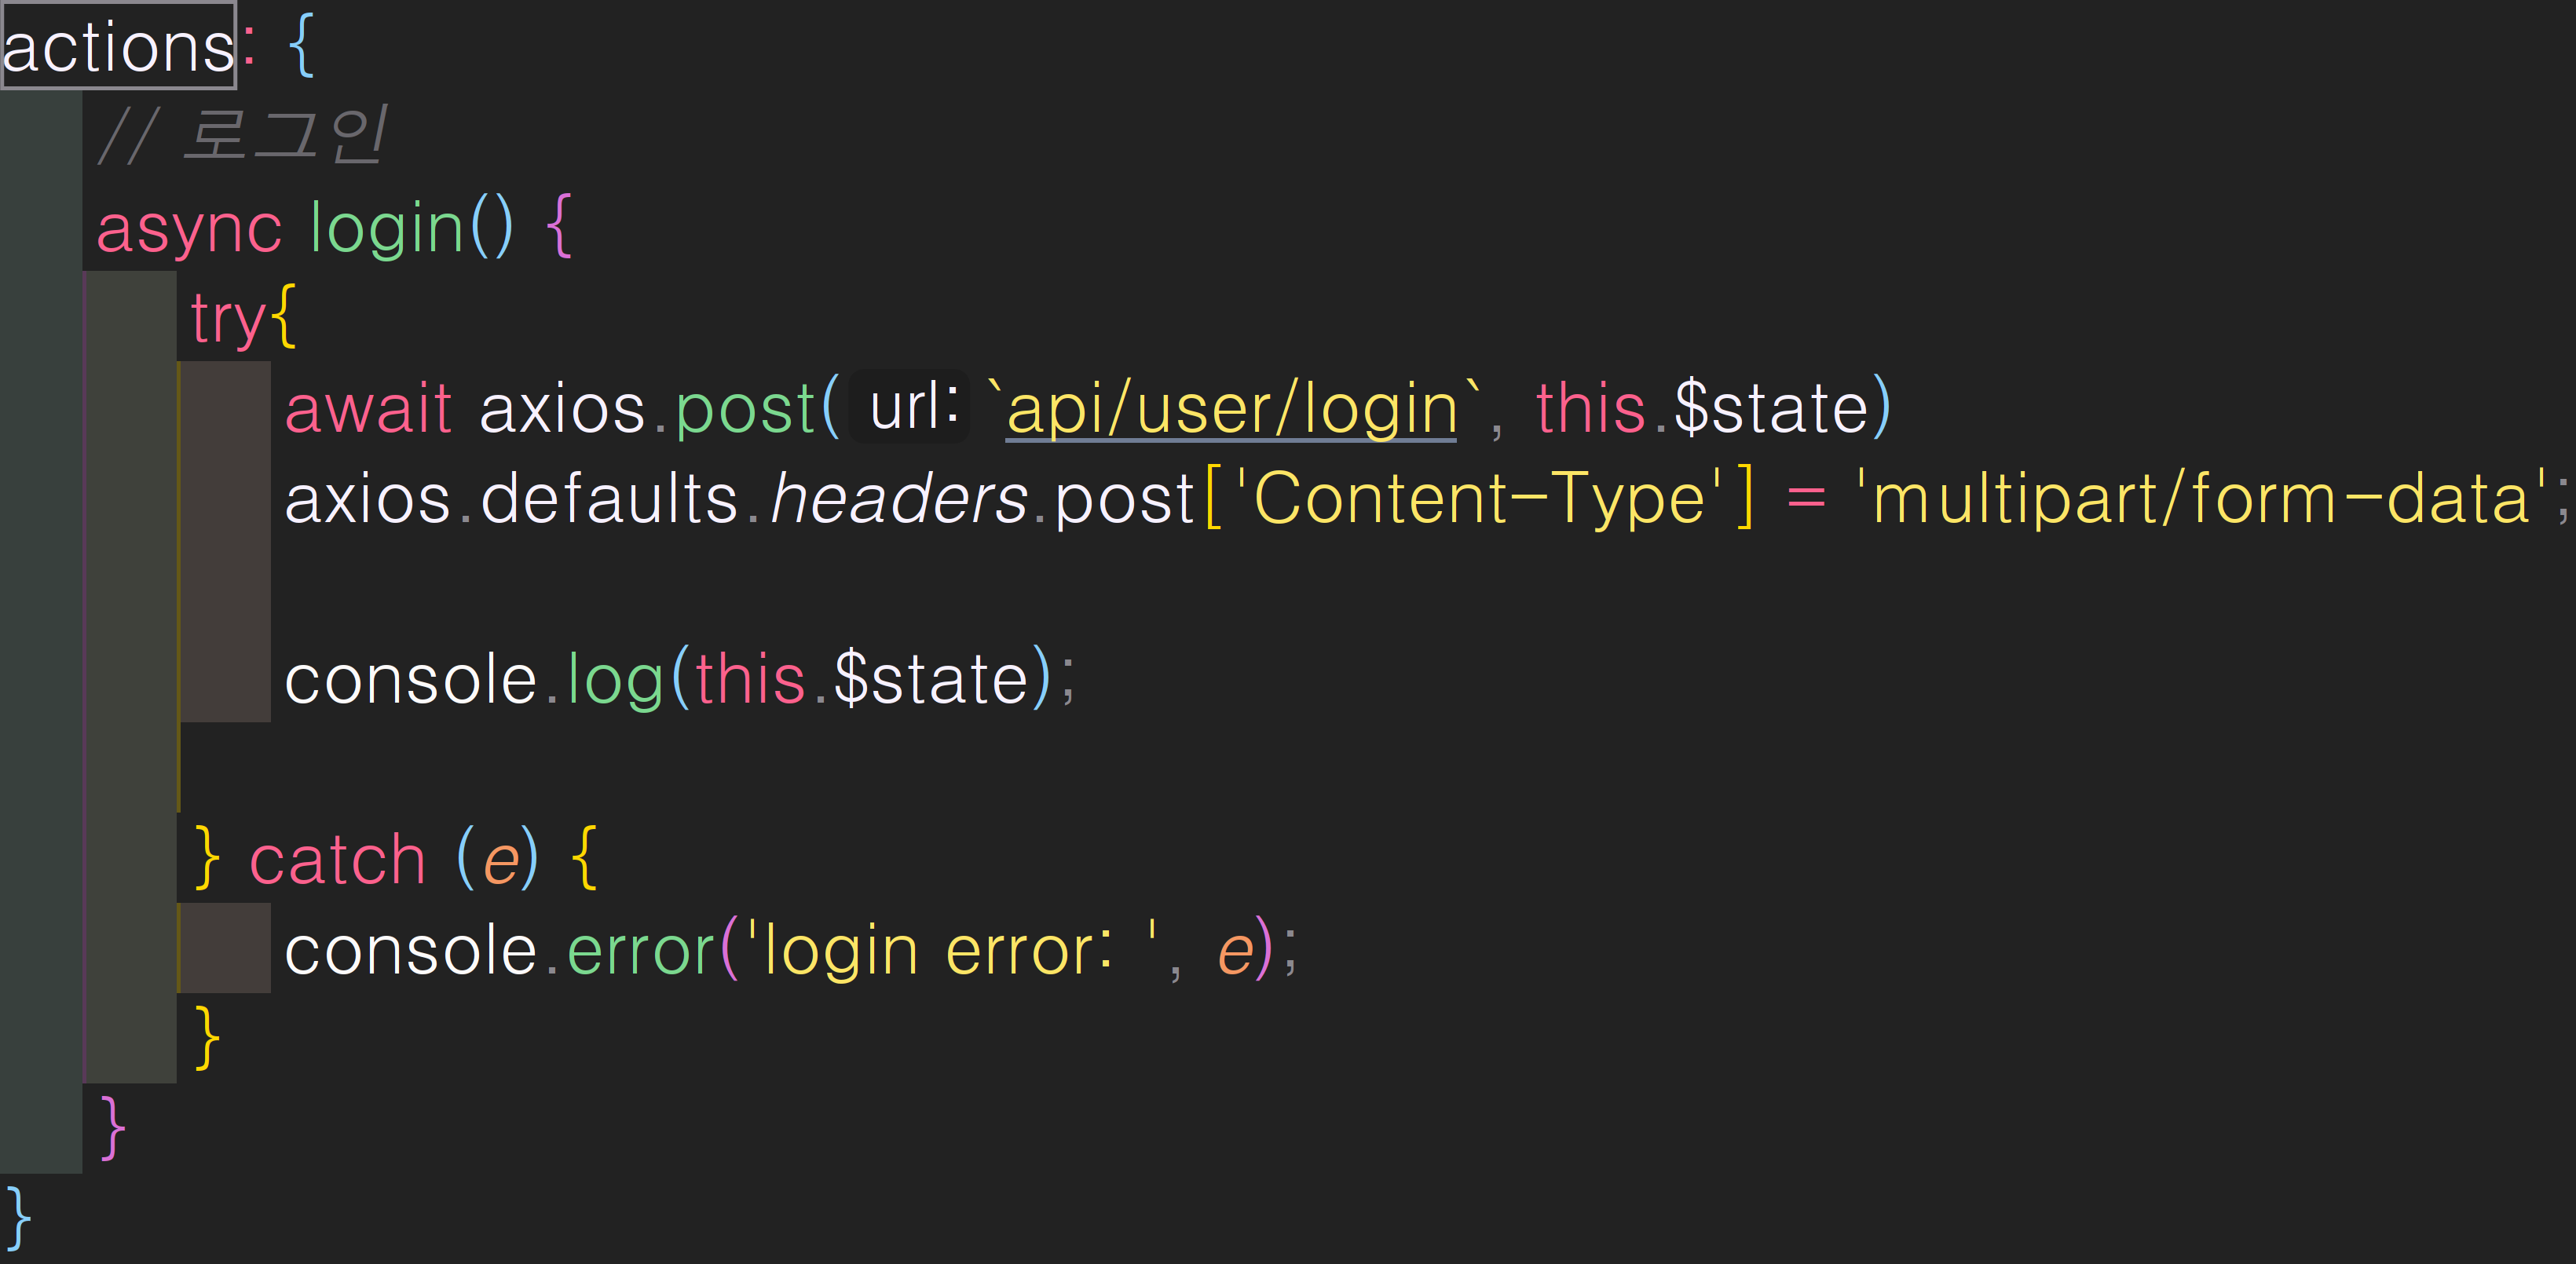 actions: {
// 로그인
async login() {
try{
await axios.post( url: `api/user/login`, this.$state)
axios.defaults.headers.post['Content-Type'] = 'multipart/form-data';
console.log(this.$state);
} catch (e) {
console.error('login error: ', e);
}
}
}